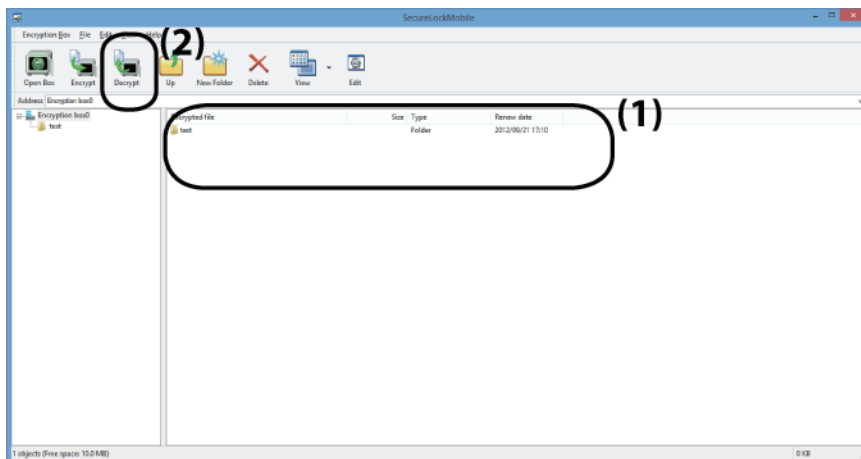 SecureLockMobile
Encryption Box File Edit Help
(2)
Open Box Encrypt Decrypt Up New Folder Delete View Edit
Address Encryption box0
Encryption box0
test
Encrypted file Size Type Renew date
test Folder 2012/09/21 17:10
(1)
1 objects (Free space: 10.0 MB) 0 KB